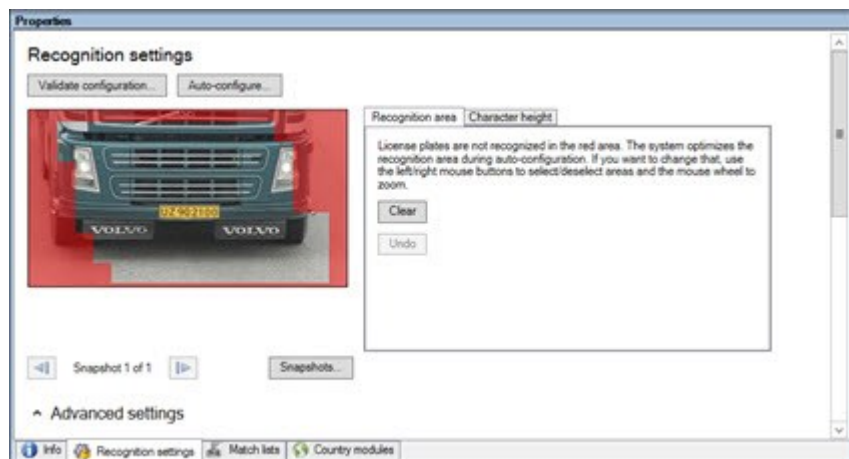 Properties
Recognition settings
Validate configuration...
Auto-configure...
Recognition area
Character height
License plates are not recognized in the red area. The system optimizes the
recognition area during auto-configuration. If you want to change that, use
the left/right mouse buttons to select/deselect areas and the mouse wheel to
zoom.
Clear
Undo
UZ 90 2100
VOLVO
VOLVO
Snapshot 1 of 1
Snapshots...
Advanced settings
Info
Recognition settings
Match lists
Country modules